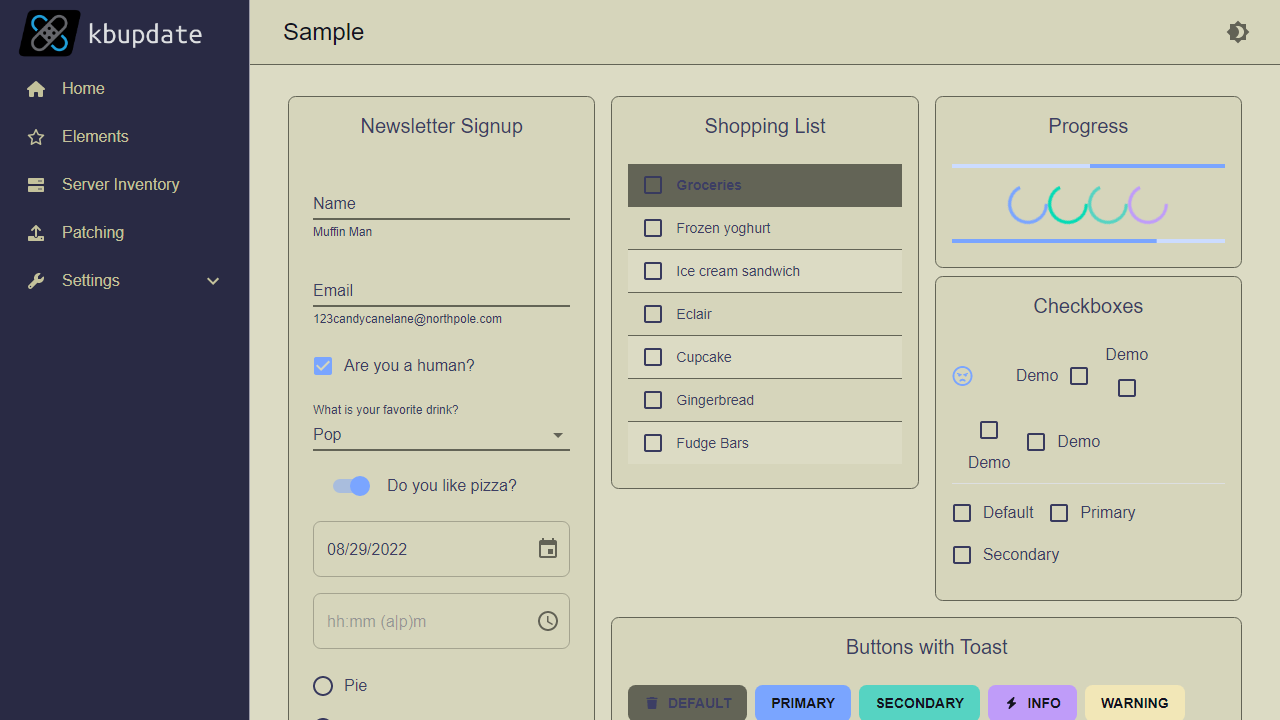 kbupdate
Home
Elements
Server Inventory
Patching
Settings
Sample
Newsletter Signup
Name
Muffin Man
Email
123candycanelane@northpole.com
Are you a human?
What is your favorite drink?
Pop
Do you like pizza?
08/29/2022
hh:mm (a|p)m
Pie
Shopping List
Groceries
Frozen yoghurt
Ice cream sandwich
Eclair
Cupcake
Gingerbread
Fudge Bars
Progress
Checkboxes
Demo
Demo
Demo
Demo
Default Primary
Secondary
Buttons with Toast
DEFAULT PRIMARY SECONDARY INFO WARNING